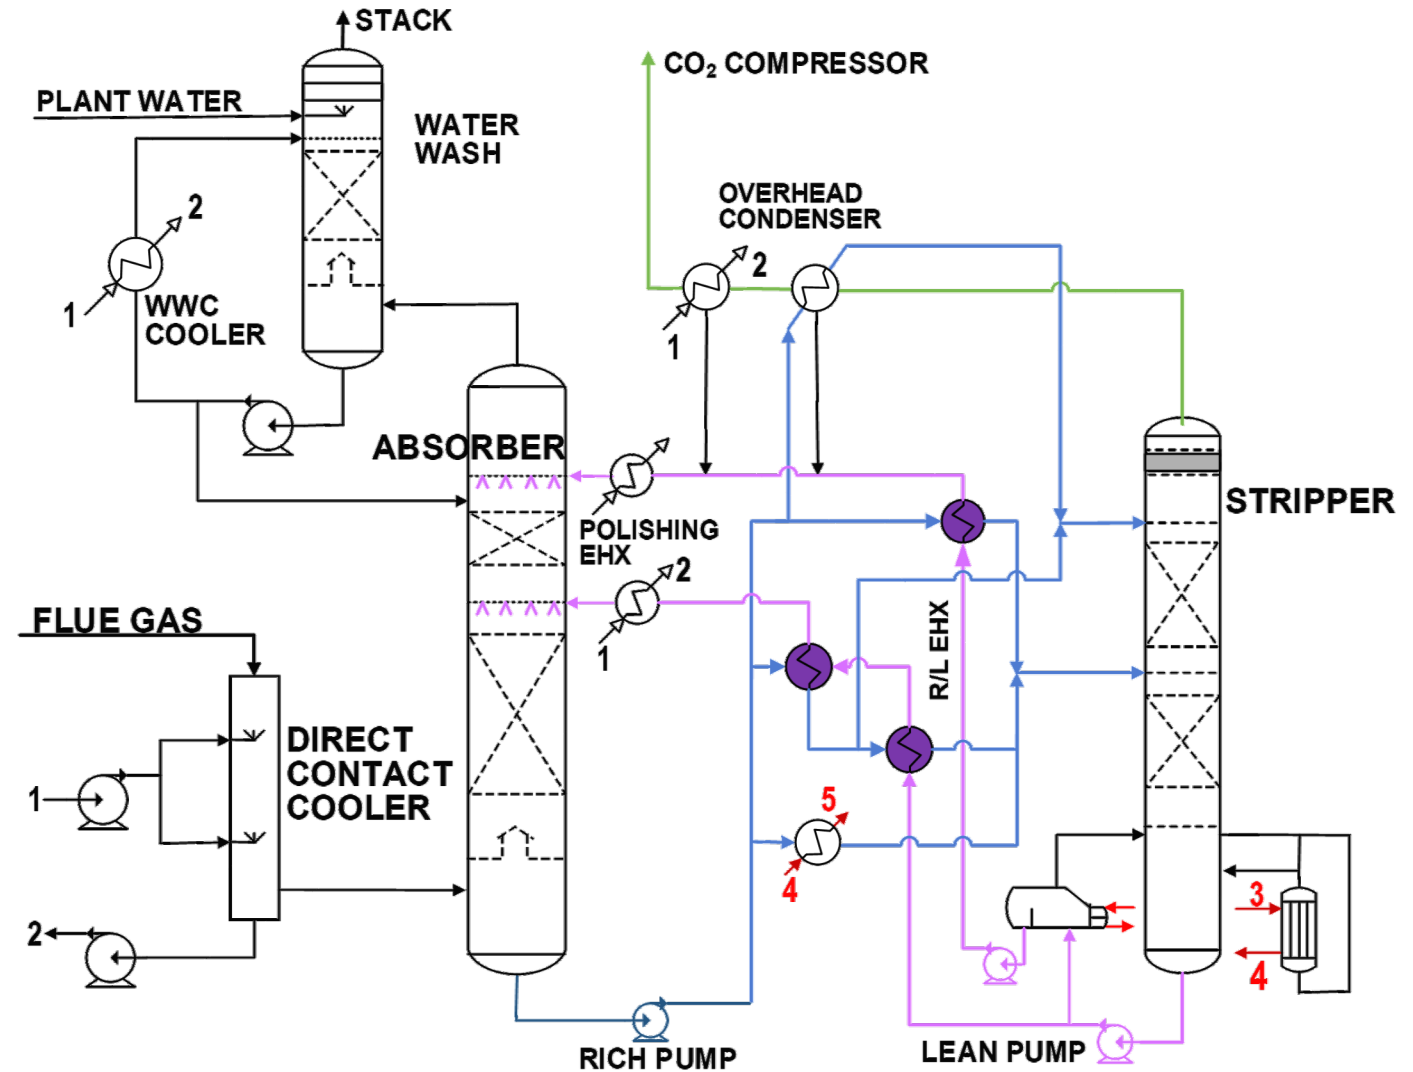 STACK
CO₂ COMPRESSOR
PLANT WATER
WATER
WASH
OVERHEAD
CONDENSER
2
2
1
WWC
COOLER
1
ABSORBER
STRIPPER
POLISHING
EHX
2
R/L EHX
FLUE GAS
1
DIRECT
CONTACT
COOLER
1
5
4
3
2
4
RICH PUMP
LEAN PUMP